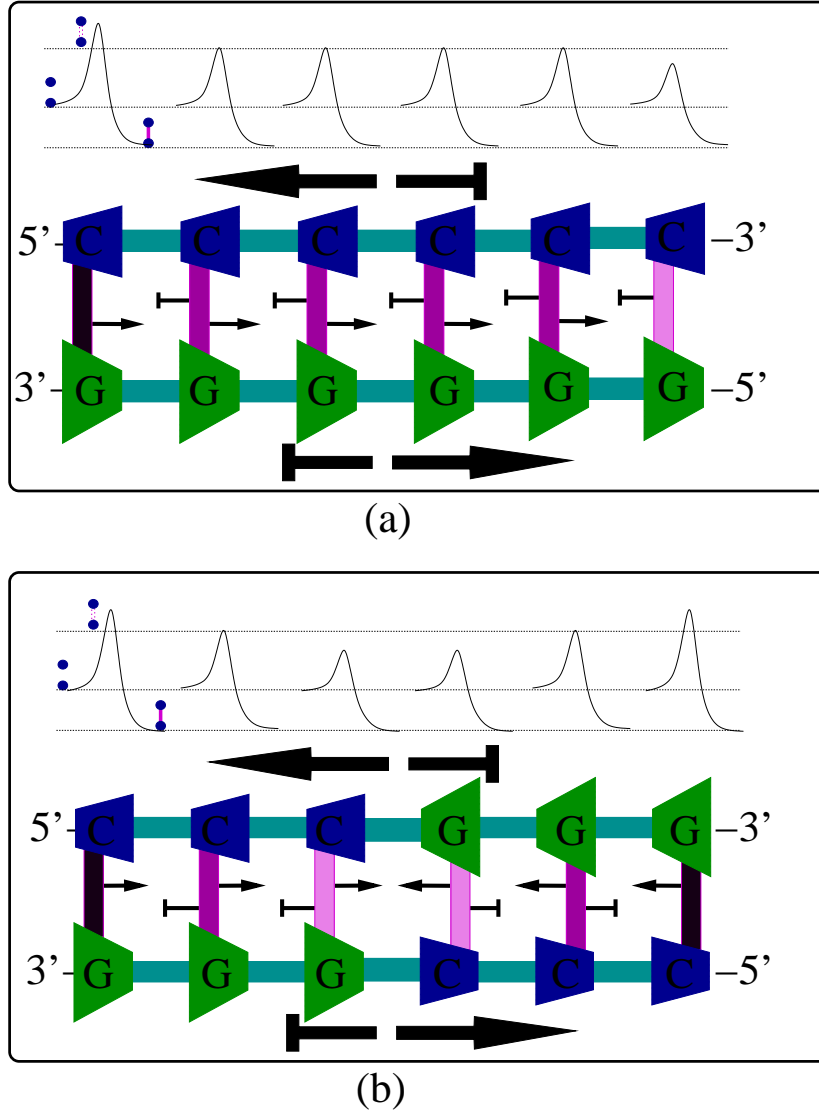 5’ C C C C C C –3’
3’ G G G G G G –5’
(a)
5’ C C C G G G –3’
3’ G G G C C C –5’
(b)